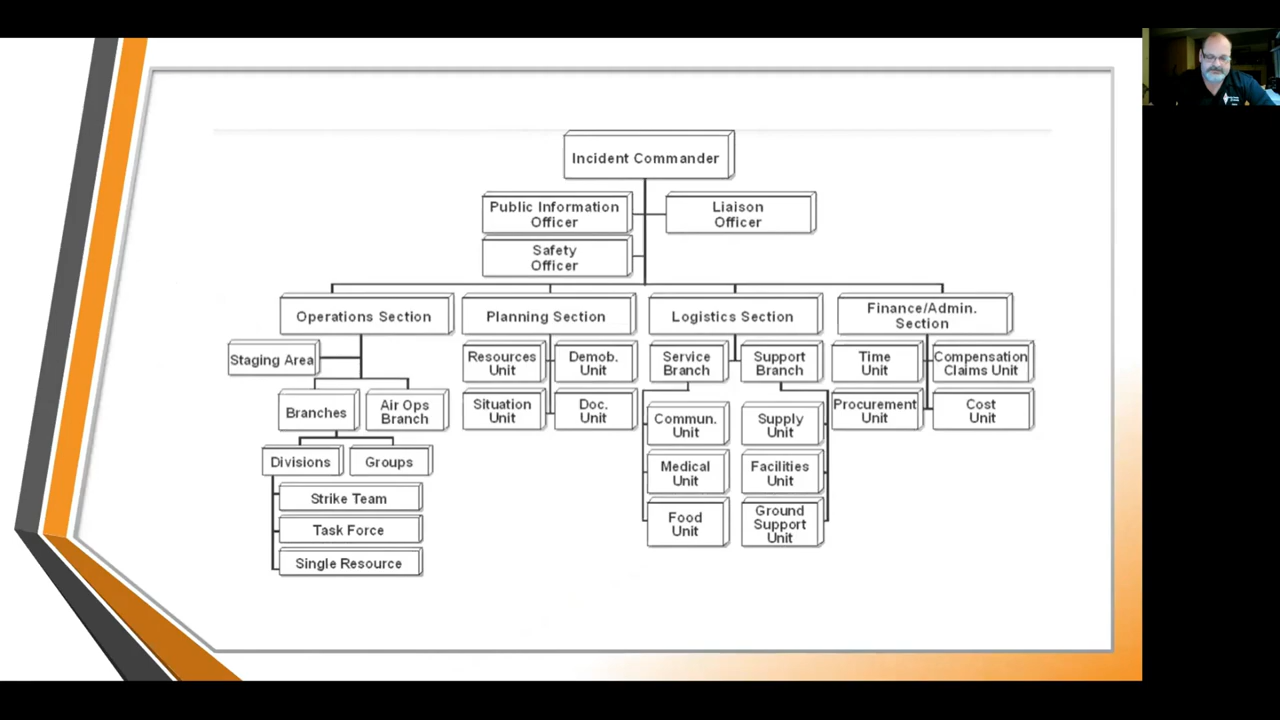 Incident Commander
Public Information
Officer
Liaison
Officer
Safety
Officer
Operations Section
Planning Section
Logistics Section
Finance/Admin.
Section
Staging Area
Resources
Unit
Demob.
Unit
Service
Branch
Support
Branch
Time
Unit
Compensation
Claims Unit
Branches
Air Ops
Branch
Situation
Unit
Doc.
Unit
Commun.
Unit
Supply
Unit
Procurement
Unit
Cost
Unit
Divisions
Groups
Medical
Unit
Facilities
Unit
Strike Team
Task Force
Single Resource
Food
Unit
Ground
Support
Unit